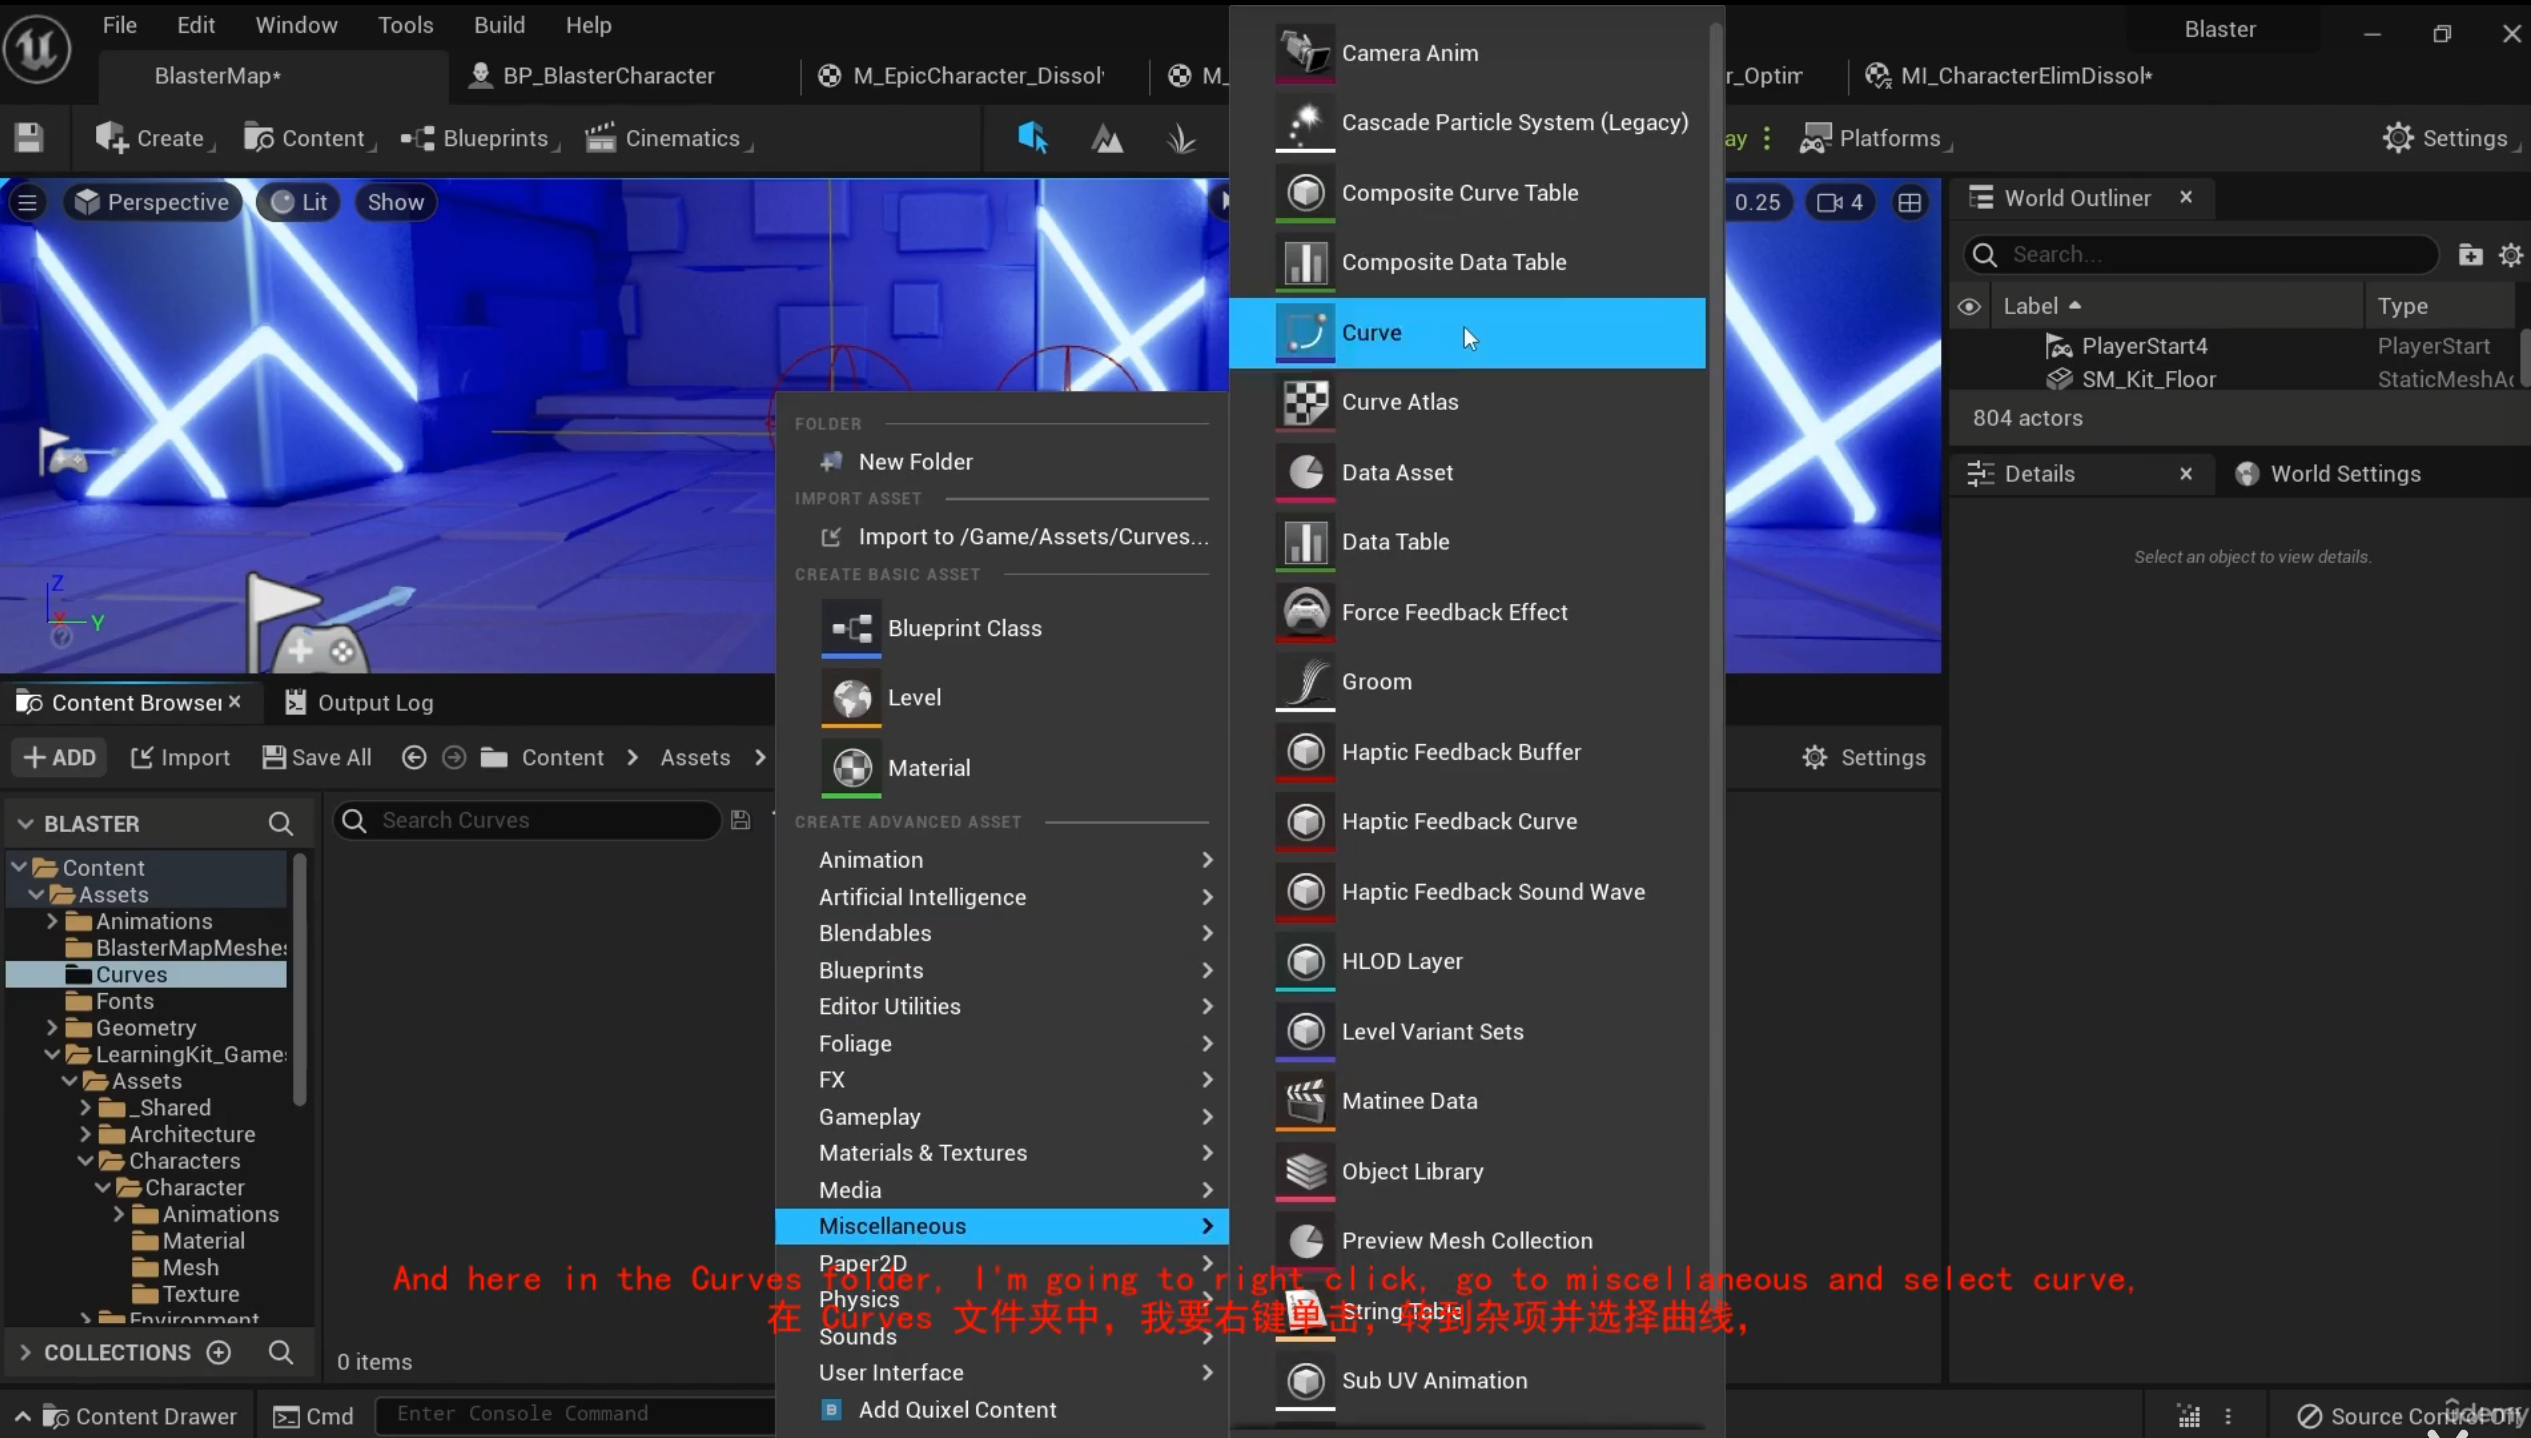 File Edit Window Tools Build Help
Blaster
BlasterMap*
BP_BlasterCharacter
M_EpicCharacter_Dissol
M_
r_Optim
MI_CharacterElimDissol*
Create
Content
Blueprints
Cinematics
ay
Platforms
Settings
Perspective
Lit
Show
0.25
4
World Outliner
Search...
Label
Type
PlayerStart4 PlayerStart
SM_Kit_Floor StaticMeshAc
804 actors
Details
World Settings
Select an object to view details.
Z
X
Y
Camera Anim
Cascade Particle System (Legacy)
Composite Curve Table
Composite Data Table
Curve
Curve Atlas
Data Asset
Data Table
Force Feedback Effect
Groom
Haptic Feedback Buffer
Haptic Feedback Curve
Haptic Feedback Sound Wave
HLOD Layer
Level Variant Sets
Matinee Data
Object Library
Preview Mesh Collection
String Table
Sub UV Animation
FOLDER
New Folder
IMPORT ASSET
Import to /Game/Assets/Curves...
CREATE BASIC ASSET
Blueprint Class
Level
Material
CREATE ADVANCED ASSET
Animation
Artificial Intelligence
Blendables
Blueprints
Editor Utilities
Foliage
FX
Gameplay
Materials & Textures
Media
Miscellaneous
Paper2D
Physics
Sounds
User Interface
Add Quixel Content
Content Browser
Output Log
ADD
Import
Save All
Content
Assets
Settings
BLASTER
Search Curves
Content
Assets
Animations
BlasterMapMeshes
Curves
Fonts
Geometry
LearningKit_Games
Assets
_Shared
Architecture
Characters
Character
Animations
Material
Mesh
Texture
Environment
COLLECTIONS
0 items
And here in the Curves folder, I'm going to right click, go to miscellaneous and select curve,
在 Curves 文件夹中，我要右键单击，转到杂项并选择曲线，
Content Drawer
Cmd
Enter Console Command
Source Control Off
ûdemy